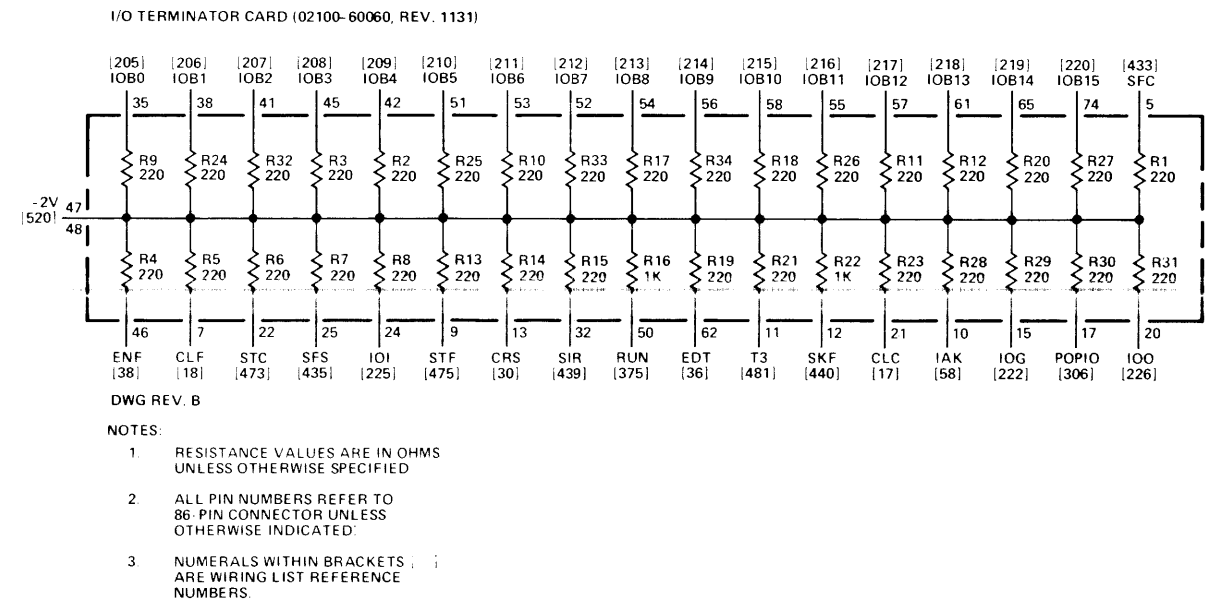 I/O TERMINATOR CARD (02100-60060, REV. 1131)
[205] [206] [207] [208] [209] [210] [211] [212] [213] [214] [215] [216] [217] [218] [219] [220] [433]
IOB0 IOB1 IOB2 IOB3 IOB4 IOB5 IOB6 IOB7 IOB8 IOB9 IOB10 IOB11 IOB12 IOB13 IOB14 IOB15 SFC
35 38 41 45 42 51 53 52 54 56 58 55 57 61 65 74 5
R9 R24 R32 R3 R2 R25 R10 R33 R17 R34 R18 R26 R11 R12 R20 R27 R1
220 220 220 220 220 220 220 220 220 220 220 220 220 220 220 220 220
-2V 47
[520] 48
R4 R5 R6 R7 R8 R13 R14 R15 R16 R19 R21 R22 R23 R28 R29 R30 R31
220 220 220 220 220 220 220 220 1K 220 220 1K 220 220 220 220 220
46 7 22 25 24 9 13 32 50 62 11 12 21 10 15 17 20
ENF CLF STC SFS IOI STF CRS SIR RUN EDT T3 SKF CLC IAK IOG POPIO IOO
[38] [18] [473] [435] [225] [475] [30] [439] [375] [36] [481] [440] [17] [58] [222] [306] [226]
DWG REV. B
NOTES:
1. RESISTANCE VALUES ARE IN OHMS
UNLESS OTHERWISE SPECIFIED
2. ALL PIN NUMBERS REFER TO
86-PIN CONNECTOR UNLESS
OTHERWISE INDICATED.
3. NUMERALS WITHIN BRACKETS [ ]
ARE WIRING LIST REFERENCE
NUMBERS.